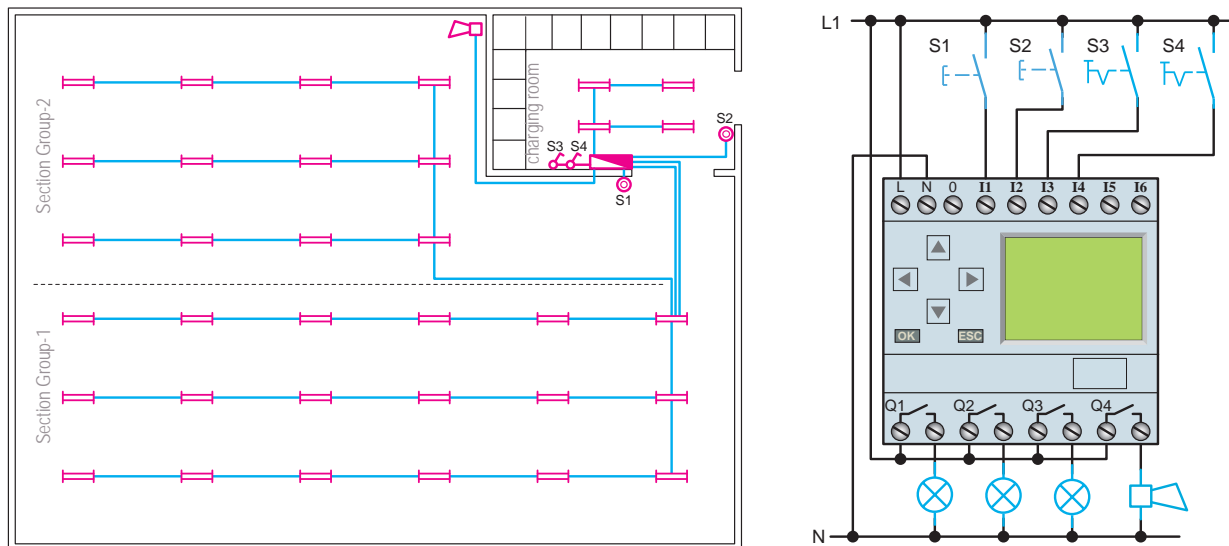 Section Group-2
Section Group-1
charging room
S3 S4
S2
S1
L1
S1 S2 S3 S4
L N 0 I1 I2 I3 I4 I5 I6
OK ESC
Q1 Q2 Q3 Q4
N